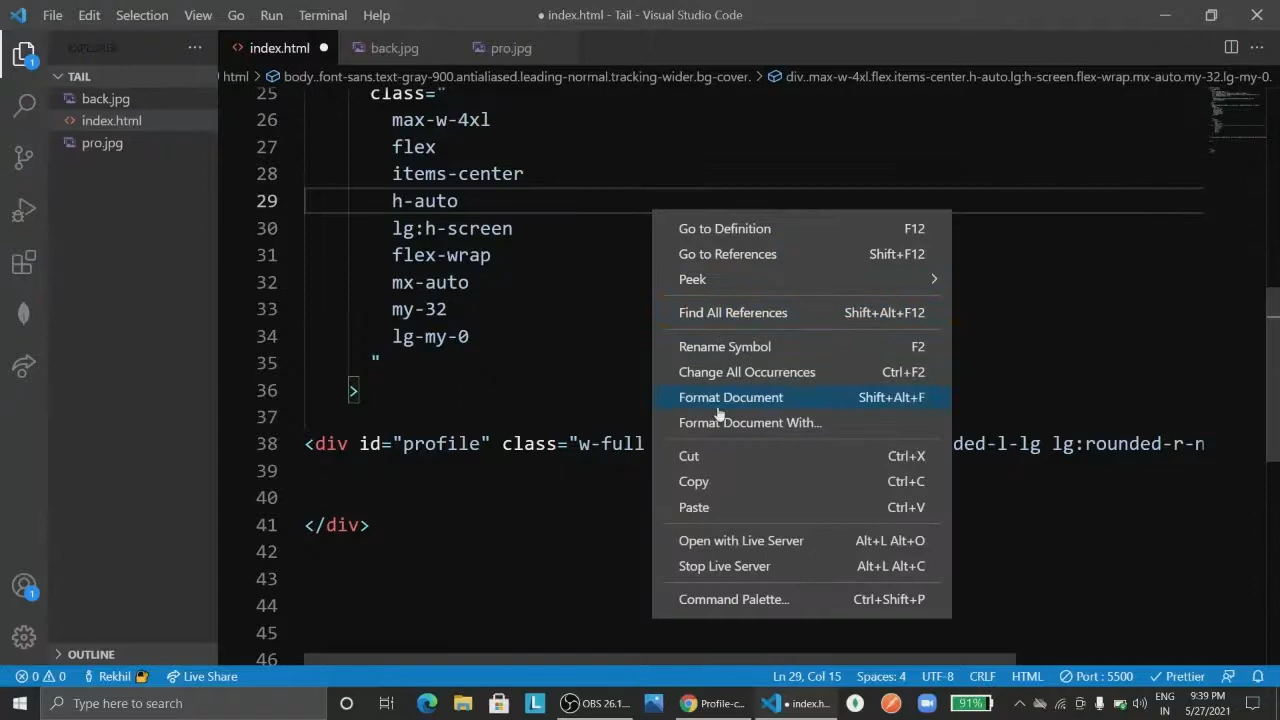 File Edit Selection View Go Run Terminal Help
● index.html - Tail - Visual Studio Code
EXPLORER ...
<> index.html ●
back.jpg
pro.jpg
TAIL
back.jpg
<> index.html
pro.jpg
OUTLINE
html > body.font-sans.text-gray-900.antialiased.leading-normal.tracking-wider.bg-cover. > div.max-w-4xl.flex.items-center.h-auto.lg:h-screen.flex-wrap.mx-auto.my-32.lg-my-0.
25 class="
26 max-w-4xl
27 flex
28 items-center
29 h-auto
30 lg:h-screen
31 flex-wrap
32 mx-auto
33 my-32
34 lg-my-0
35 "
36 >
37
38 <div id="profile" class="w-full ded-l-lg lg:rounded-r-n
39
40
41 </div>
42
43
44
45
46
Go to Definition F12
Go to References Shift+F12
Peek >
Find All References Shift+Alt+F12
Rename Symbol F2
Change All Occurrences Ctrl+F2
Format Document Shift+Alt+F
Format Document With...
Cut Ctrl+X
Copy Ctrl+C
Paste Ctrl+V
Open with Live Server Alt+L Alt+O
Stop Live Server Alt+L Alt+C
Command Palette... Ctrl+Shift+P
1
1
0 0 Rekhil Live Share
Ln 29, Col 15 Spaces: 4 UTF-8 CRLF HTML Port : 5500 Prettier
Type here to search
L
OBS 26.1...
Profile-c...
● index.h...
91%
ENG
IN
9:39 PM
5/27/2021